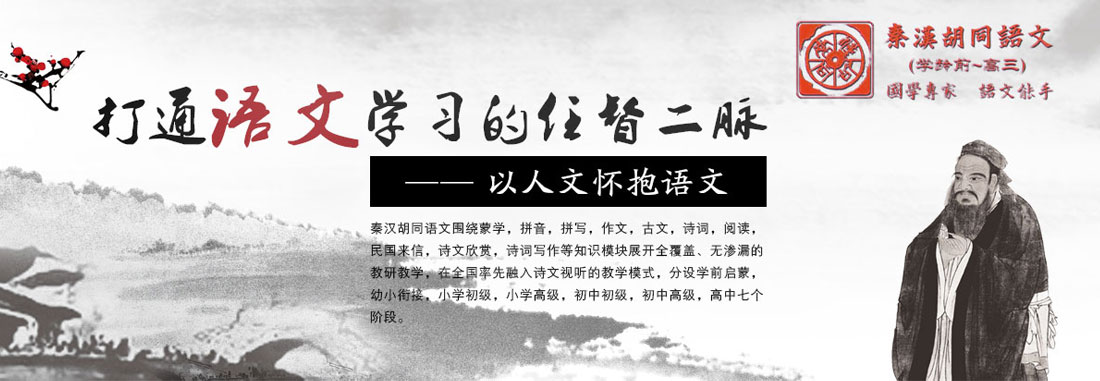 秦漢胡同語文
(学龄前~高三)
國學專家 語文能手
打通语文学习的任督二脉
—— 以人文怀抱语文
秦汉胡同语文围绕蒙学，拼音，拼写，作文，古文，诗词，阅读，
民国来信，诗文欣赏，诗词写作等知识模块展开全覆盖、无渗漏的
教研教学，在全国率先融入诗文视听的教学模式，分设学前启蒙，
幼小衔接，小学初级，小学高级，初中初级，初中高级，高中七个
阶段。